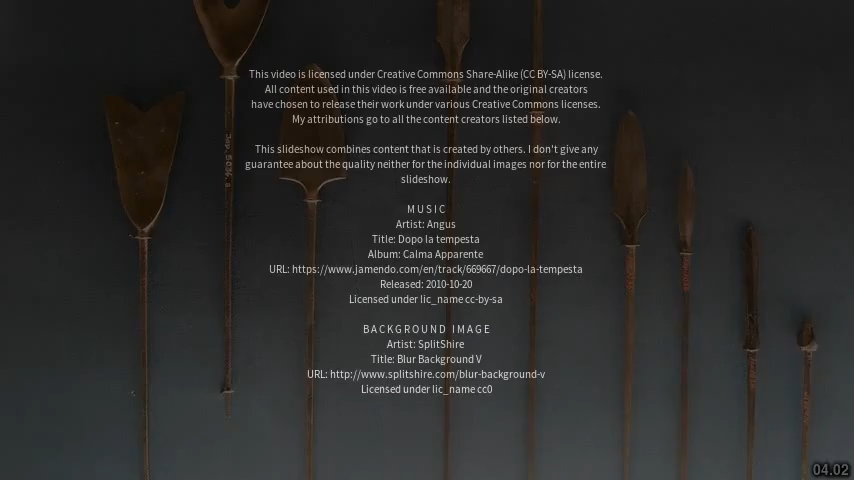 This video is licensed under Creative Commons Share-Alike (CC BY-SA) license.
All content used in this video is free available and the original creators
have chosen to release their work under various Creative Commons licenses.
My attributions go to all the content creators listed below.
This slideshow combines content that is created by others. I don't give any
guarantee about the quality neither for the individual images nor for the entire
slideshow.
MUSIC
Artist: Angus
Title: Dopo la tempesta
Album: Calma Apparente
URL: https://www.jamendo.com/en/track/669667/dopo-la-tempesta
Released: 2010-10-20
Licensed under lic_name cc-by-sa
BACKGROUND IMAGE
Artist: SplitShire
Title: Blur Background V
URL: http://www.splitshire.com/blur-background-v
Licensed under lic_name cc0
04.02